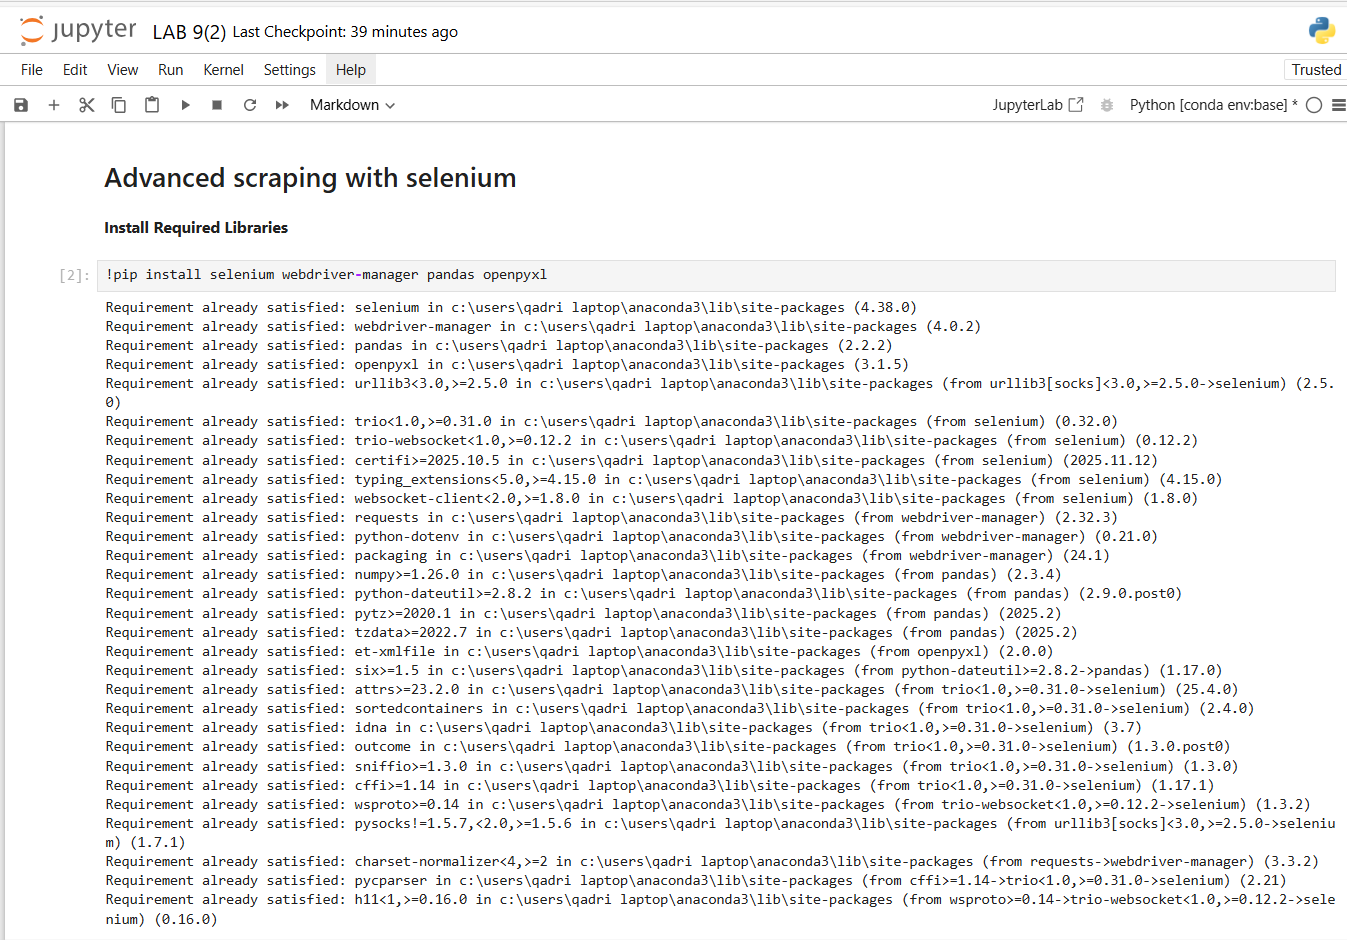 jupyter LAB 9(2) Last Checkpoint: 39 minutes ago
File Edit View Run Kernel Settings Help Trusted
Markdown JupyterLab Python [conda env:base] *
Advanced scraping with selenium
Install Required Libraries
[2]: !pip install selenium webdriver-manager pandas openpyxl
Requirement already satisfied: selenium in c:\users\qadri laptop\anaconda3\lib\site-packages (4.38.0)
Requirement already satisfied: webdriver-manager in c:\users\qadri laptop\anaconda3\lib\site-packages (4.0.2)
Requirement already satisfied: pandas in c:\users\qadri laptop\anaconda3\lib\site-packages (2.2.2)
Requirement already satisfied: openpyxl in c:\users\qadri laptop\anaconda3\lib\site-packages (3.1.5)
Requirement already satisfied: urllib3<3.0,>=2.5.0 in c:\users\qadri laptop\anaconda3\lib\site-packages (from urllib3[socks]<3.0,>=2.5.0->selenium) (2.5.
0)
Requirement already satisfied: trio<1.0,>=0.31.0 in c:\users\qadri laptop\anaconda3\lib\site-packages (from selenium) (0.32.0)
Requirement already satisfied: trio-websocket<1.0,>=0.12.2 in c:\users\qadri laptop\anaconda3\lib\site-packages (from selenium) (0.12.2)
Requirement already satisfied: certifi>=2025.10.5 in c:\users\qadri laptop\anaconda3\lib\site-packages (from selenium) (2025.11.12)
Requirement already satisfied: typing_extensions<5.0,>=4.15.0 in c:\users\qadri laptop\anaconda3\lib\site-packages (from selenium) (4.15.0)
Requirement already satisfied: websocket-client<2.0,>=1.8.0 in c:\users\qadri laptop\anaconda3\lib\site-packages (from selenium) (1.8.0)
Requirement already satisfied: requests in c:\users\qadri laptop\anaconda3\lib\site-packages (from webdriver-manager) (2.32.3)
Requirement already satisfied: python-dotenv in c:\users\qadri laptop\anaconda3\lib\site-packages (from webdriver-manager) (0.21.0)
Requirement already satisfied: packaging in c:\users\qadri laptop\anaconda3\lib\site-packages (from webdriver-manager) (24.1)
Requirement already satisfied: numpy>=1.26.0 in c:\users\qadri laptop\anaconda3\lib\site-packages (from pandas) (2.3.4)
Requirement already satisfied: python-dateutil>=2.8.2 in c:\users\qadri laptop\anaconda3\lib\site-packages (from pandas) (2.9.0.post0)
Requirement already satisfied: pytz>=2020.1 in c:\users\qadri laptop\anaconda3\lib\site-packages (from pandas) (2025.2)
Requirement already satisfied: tzdata>=2022.7 in c:\users\qadri laptop\anaconda3\lib\site-packages (from pandas) (2025.2)
Requirement already satisfied: et-xmlfile in c:\users\qadri laptop\anaconda3\lib\site-packages (from openpyxl) (2.0.0)
Requirement already satisfied: six>=1.5 in c:\users\qadri laptop\anaconda3\lib\site-packages (from python-dateutil>=2.8.2->pandas) (1.17.0)
Requirement already satisfied: attrs>=23.2.0 in c:\users\qadri laptop\anaconda3\lib\site-packages (from trio<1.0,>=0.31.0->selenium) (25.4.0)
Requirement already satisfied: sortedcontainers in c:\users\qadri laptop\anaconda3\lib\site-packages (from trio<1.0,>=0.31.0->selenium) (2.4.0)
Requirement already satisfied: idna in c:\users\qadri laptop\anaconda3\lib\site-packages (from trio<1.0,>=0.31.0->selenium) (3.7)
Requirement already satisfied: outcome in c:\users\qadri laptop\anaconda3\lib\site-packages (from trio<1.0,>=0.31.0->selenium) (1.3.0.post0)
Requirement already satisfied: sniffio>=1.3.0 in c:\users\qadri laptop\anaconda3\lib\site-packages (from trio<1.0,>=0.31.0->selenium) (1.3.0)
Requirement already satisfied: cffi>=1.14 in c:\users\qadri laptop\anaconda3\lib\site-packages (from trio<1.0,>=0.31.0->selenium) (1.17.1)
Requirement already satisfied: wsproto>=0.14 in c:\users\qadri laptop\anaconda3\lib\site-packages (from trio-websocket<1.0,>=0.12.2->selenium) (1.3.2)
Requirement already satisfied: pysocks!=1.5.7,<2.0,>=1.5.6 in c:\users\qadri laptop\anaconda3\lib\site-packages (from urllib3[socks]<3.0,>=2.5.0->seleniu
m) (1.7.1)
Requirement already satisfied: charset-normalizer<4,>=2 in c:\users\qadri laptop\anaconda3\lib\site-packages (from requests->webdriver-manager) (3.3.2)
Requirement already satisfied: pycparser in c:\users\qadri laptop\anaconda3\lib\site-packages (from cffi>=1.14->trio<1.0,>=0.31.0->selenium) (2.21)
Requirement already satisfied: h11<1,>=0.16.0 in c:\users\qadri laptop\anaconda3\lib\site-packages (from wsproto>=0.14->trio-websocket<1.0,>=0.12.2->sele
nium) (0.16.0)